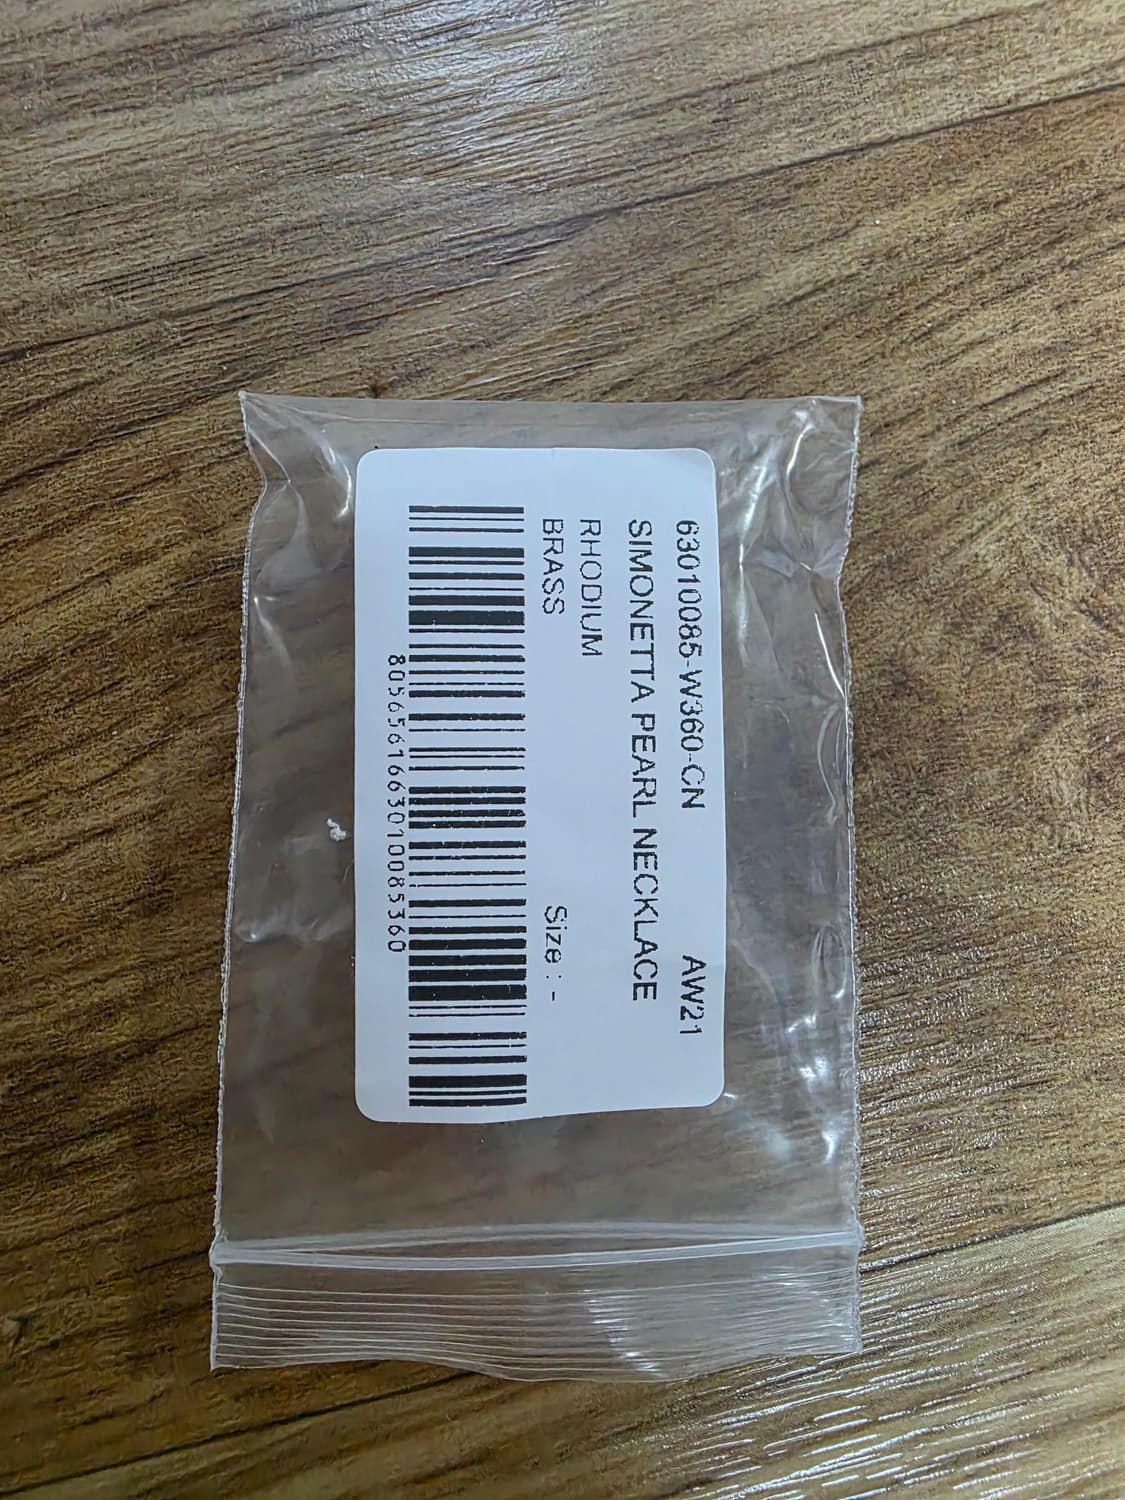 63010085-W360-CN AW21
SIMONETTA PEARL NECKLACE
RHODIUM
BRASS Size : -
8056561663010085360